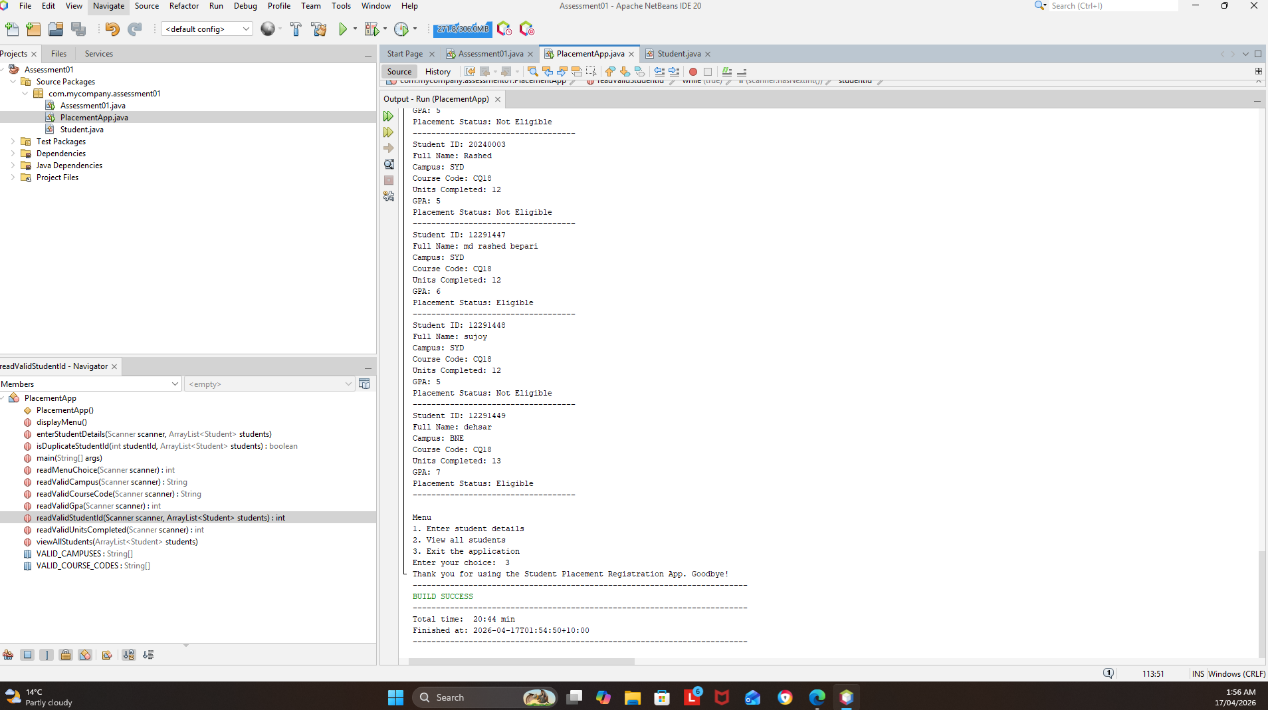 File Edit View Navigate Source Refactor Run Debug Profile Team Tools Window Help
Assessment01 - Apache NetBeans IDE 20
Search (Ctrl+I)
<default config>
Projects
Files
Services
Assessment01
Source Packages
com.mycompany.assessment01
Assessment01.java
PlacementApp.java
Student.java
Test Packages
Dependencies
Java Dependencies
Project Files
readValidStudentId - Navigator
Members
<empty>
PlacementApp
PlacementApp()
displayMenu()
enterStudentDetails(Scanner scanner, ArrayList<Student> students)
isDuplicateStudentId(int studentId, ArrayList<Student> students) : boolean
main(String[] args)
readMenuChoice(Scanner scanner) : int
readValidCampus(Scanner scanner) : String
readValidCourseCode(Scanner scanner) : String
readValidGpa(Scanner scanner) : int
readValidStudentId(Scanner scanner, ArrayList<Student> students) : int
readValidUnitsCompleted(Scanner scanner) : int
viewAllStudents(ArrayList<Student> students)
VALID_CAMPUSES : String[]
VALID_COURSE_CODES : String[]
Start Page
Assessment01.java
PlacementApp.java
Student.java
Source
History
com.mycompany.assessment01.PlacementApp
readValidStudentId
while (true)
if (scanner.hasNextInt())
studentId
Output - Run (PlacementApp)
GPA: 5
Placement Status: Not Eligible
-----------------------------------
Student ID: 20240003
Full Name: Rashed
Campus: SYD
Course Code: CQ18
Units Completed: 12
GPA: 5
Placement Status: Not Eligible
-----------------------------------
Student ID: 12291447
Full Name: md rashed bepari
Campus: SYD
Course Code: CQ18
Units Completed: 12
GPA: 6
Placement Status: Eligible
-----------------------------------
Student ID: 12291448
Full Name: sujoy
Campus: SYD
Course Code: CQ18
Units Completed: 12
GPA: 5
Placement Status: Not Eligible
-----------------------------------
Student ID: 12291449
Full Name: dehsar
Campus: BNE
Course Code: CQ18
Units Completed: 13
GPA: 7
Placement Status: Eligible
-----------------------------------
Menu
1. Enter student details
2. View all students
3. Exit the application
Enter your choice: 3
Thank you for using the Student Placement Registration App. Goodbye!
------------------------------------------------------------------------
BUILD SUCCESS
------------------------------------------------------------------------
Total time: 20:44 min
Finished at: 2026-04-17T01:54:50+10:00
------------------------------------------------------------------------
113:51
INS Windows (CRLF)
14°C
Partly cloudy
Search
6
1:56 AM
17/04/2026